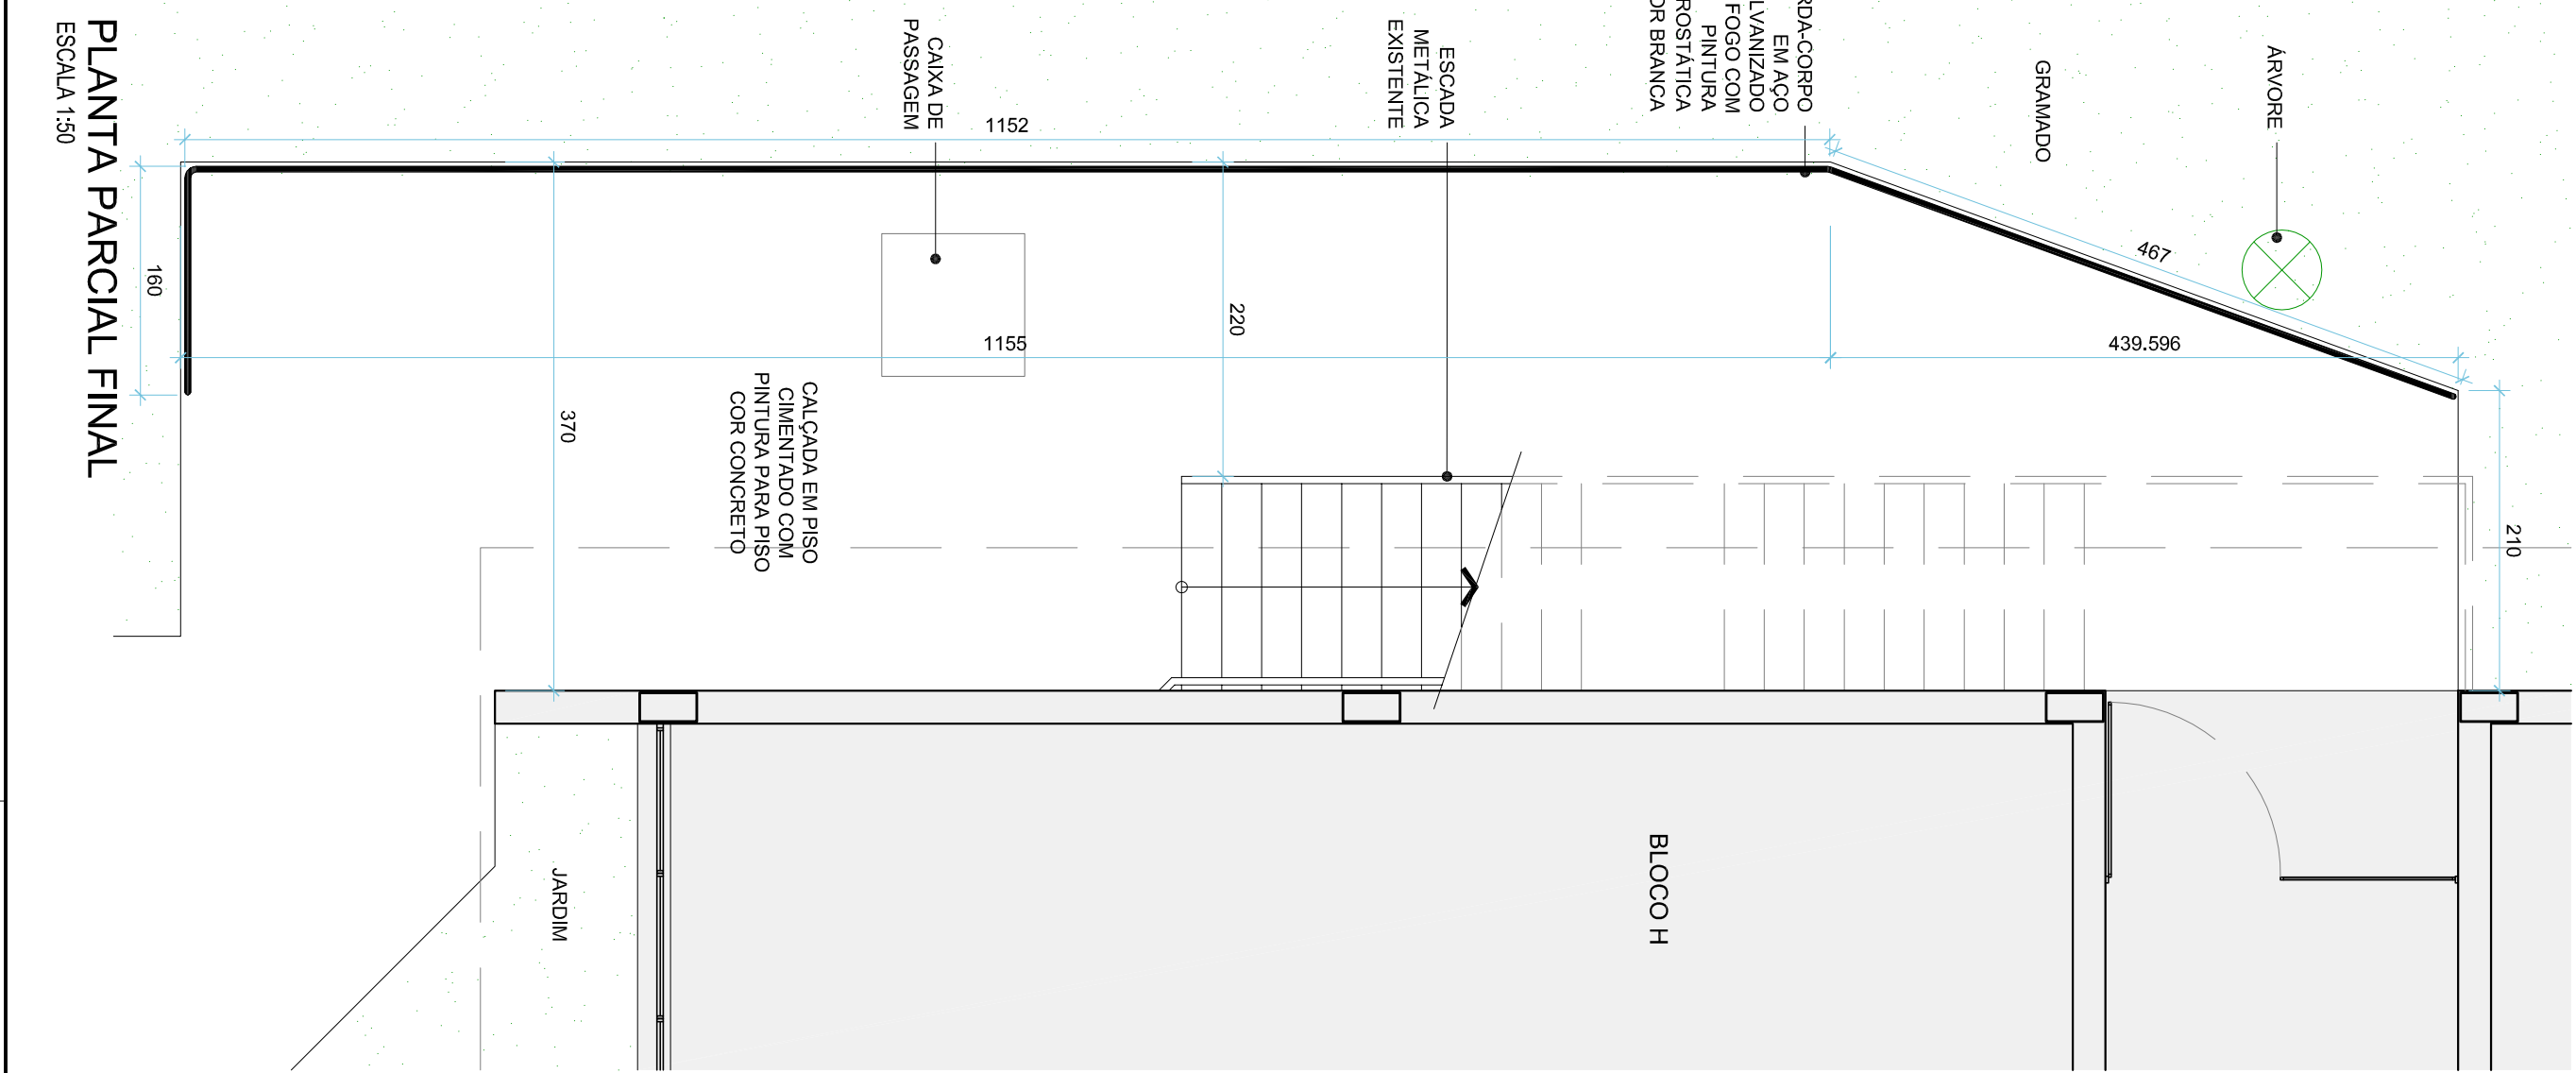 PLANTA PARCIAL FINAL
ESCALA 1:50
CAIXA DE
PASSAGEM
ESCADA
METÁLICA
EXISTENTE
RDA-CORPO
EM AÇO
LVANIZADO
FOGO COM
PINTURA
ROSTÁTICA
OR BRANCA
GRAMADO
ÁRVORE
1152
467
160
220
1155
439.596
370
210
CALÇADA EM PISO
CIMENTADO COM
PINTURA PARA PISO
COR CONCRETO
JARDIM
BLOCO H